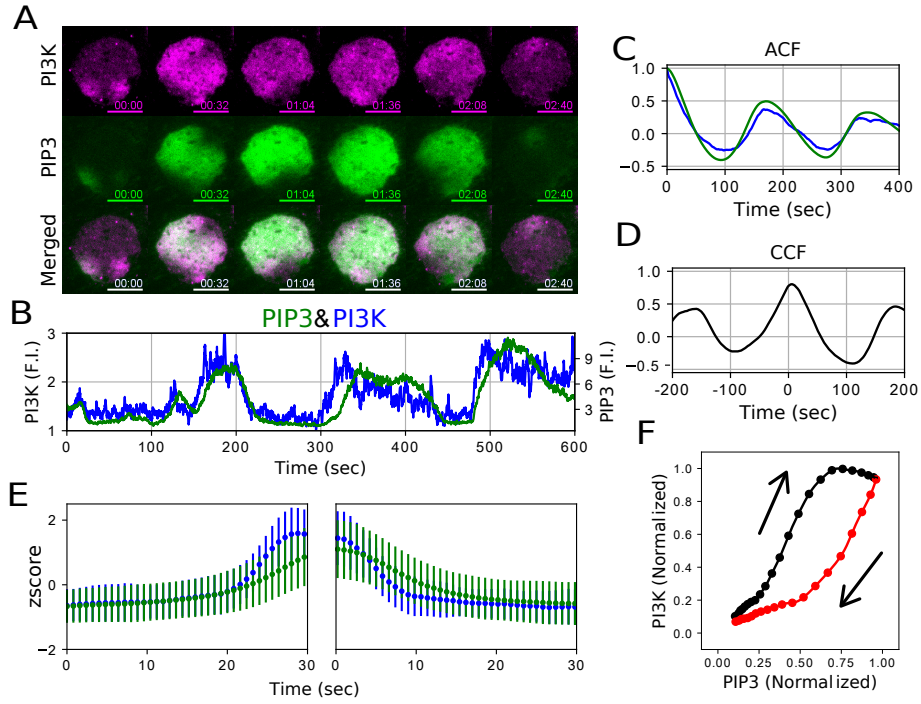 A
PI3K
00:00 00:32 01:04 01:36 02:08 02:40
PIP3
00:00 00:32 01:04 01:36 02:08 02:40
Merged
00:00 00:32 01:04 01:36 02:08 02:40
B
PIP3&PI3K
PI3K (F.I.)
3
2
1
PIP3 (F.I.)
9
6
3
0 100 200 300 400 500 600
Time (sec)
C
ACF
1.0
0.5
0.0
−0.5
0 100 200 300 400
Time (sec)
D
CCF
1.0
0.5
0.0
−0.5
-200 -100 0 100 200
Time (sec)
E
zscore
2
0
−2
0 10 20 30
0 10 20 30
Time (sec)
Time (sec)
F
PI3K (Normalized)
1.0
0.8
0.6
0.4
0.2
0.0
0.00 0.25 0.50 0.75 1.00
PIP3 (Normalized)